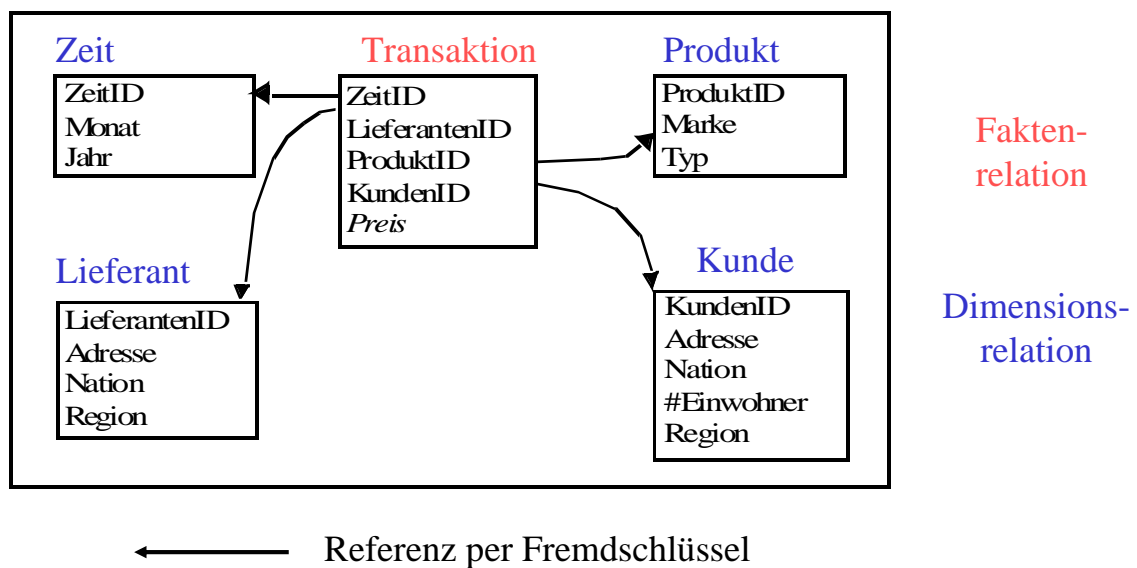 Zeit
ZeitID
Monat
Jahr
Transaktion
ZeitID
LieferantenID
ProduktID
KundenID
Preis
Produkt
ProduktID
Marke
Typ
Lieferant
LieferantenID
Adresse
Nation
Region
Kunde
KundenID
Adresse
Nation
#Einwohner
Region
Fakten-
relation
Dimensions-
relation
Referenz per Fremdschlüssel